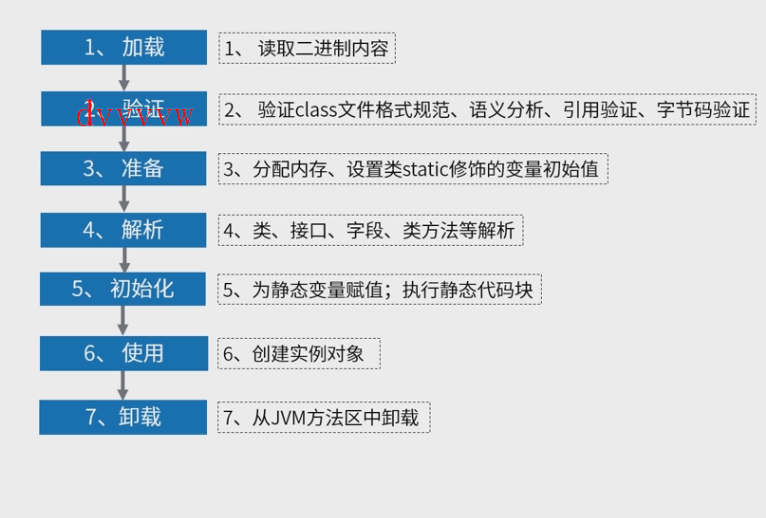 1、 加载
1、 读取二进制内容
2、 验证
dvvvvw
2、 验证class文件格式规范、语义分析、引用验证、字节码验证
3、 准备
3、分配内存、设置类static修饰的变量初始值
4、 解析
4、类、接口、字段、类方法等解析
5、 初始化
5、为静态变量赋值；执行静态代码块
6、 使用
6、创建实例对象
7、卸载
7、从JVM方法区中卸载